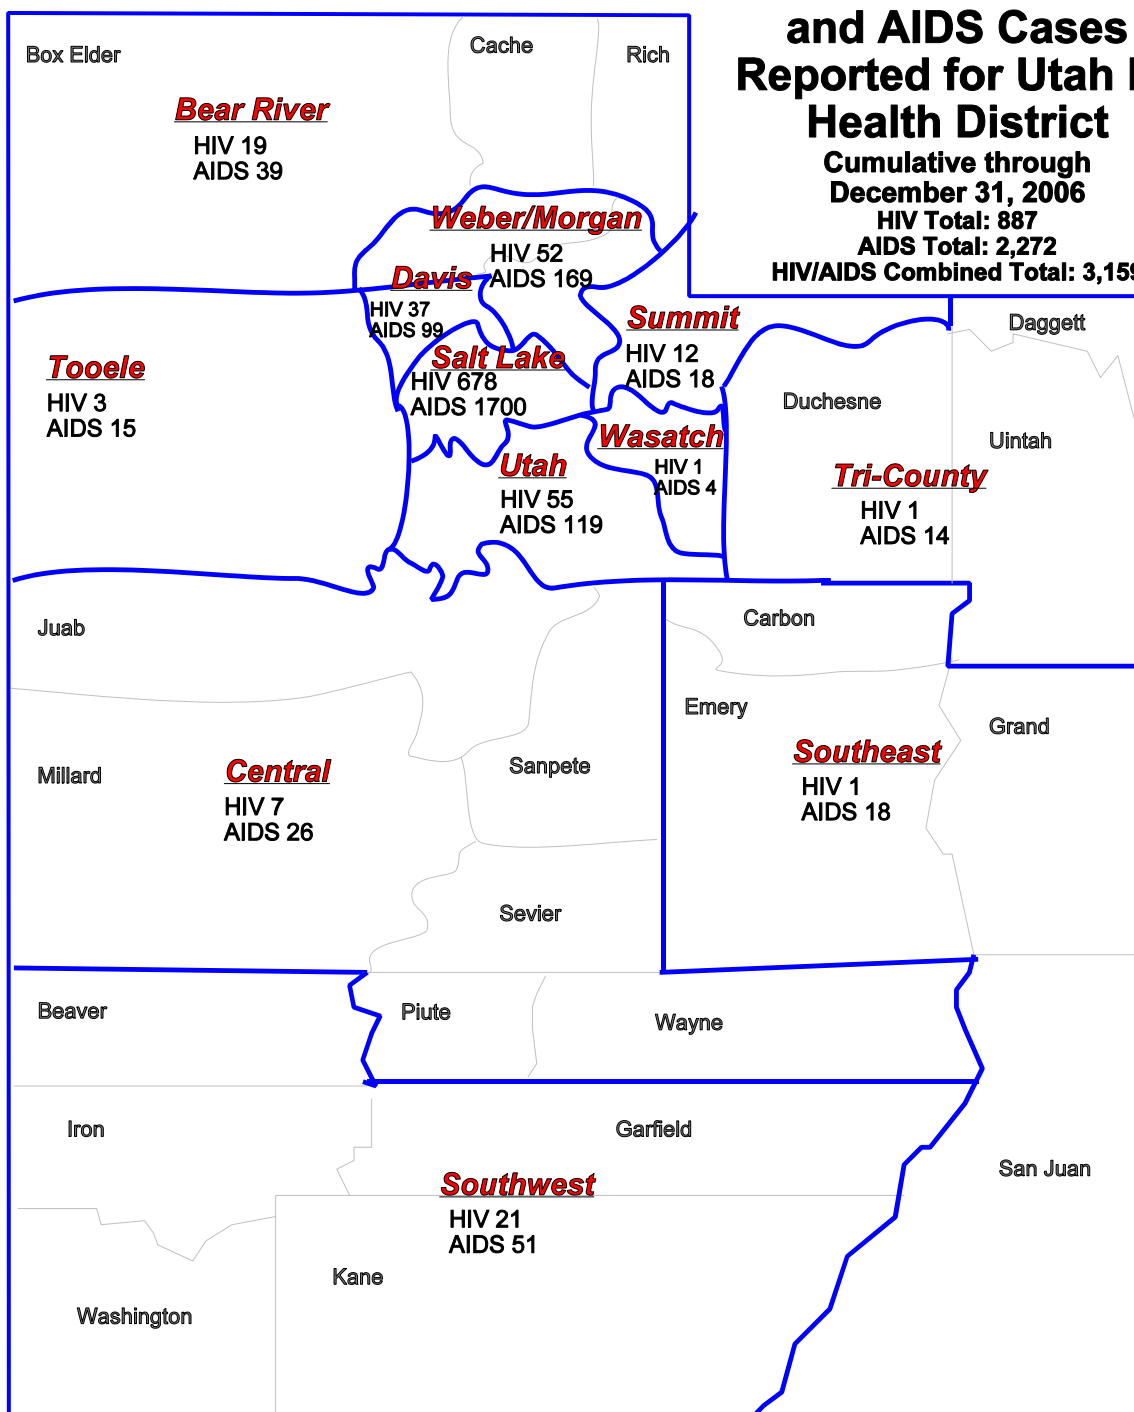 and AIDS Cases
Reported for Utah
Health District
Cumulative through
December 31, 2006
HIV Total: 887
AIDS Total: 2,272
HIV/AIDS Combined Total: 3,159
Box Elder
Cache
Rich
Bear River
HIV 19
AIDS 39
Weber/Morgan
HIV 52
AIDS 169
Davis
HIV 37
AIDS 99
Summit
HIV 12
AIDS 18
Daggett
Tooele
HIV 3
AIDS 15
Salt Lake
HIV 678
AIDS 1700
Duchesne
Uintah
Wasatch
HIV 1
AIDS 4
Utah
HIV 55
AIDS 119
Tri-County
HIV 1
AIDS 14
Juab
Carbon
Emery
Grand
Millard
Central
HIV 7
AIDS 26
Sanpete
Southeast
HIV 1
AIDS 18
Sevier
Beaver
Piute
Wayne
Iron
Garfield
San Juan
Southwest
HIV 21
AIDS 51
Kane
Washington